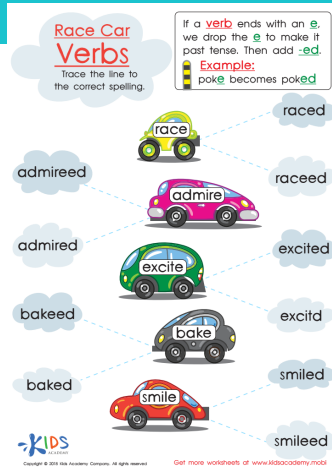 Race Car
Verbs
Trace the line to
the correct spelling.
If a verb ends with an e,
we drop the e to make it
past tense. Then add -ed.
Example:
poke becomes poked
raced
race
admireed
raceed
admire
admired
excited
excite
bakeed
excitd
bake
smiled
baked
smile
smileed
KIDS
ACADEMY
Copyright © 2018 Kids Academy Company. All rights reserved
Get more worksheets at www.kidsacademy.mobi